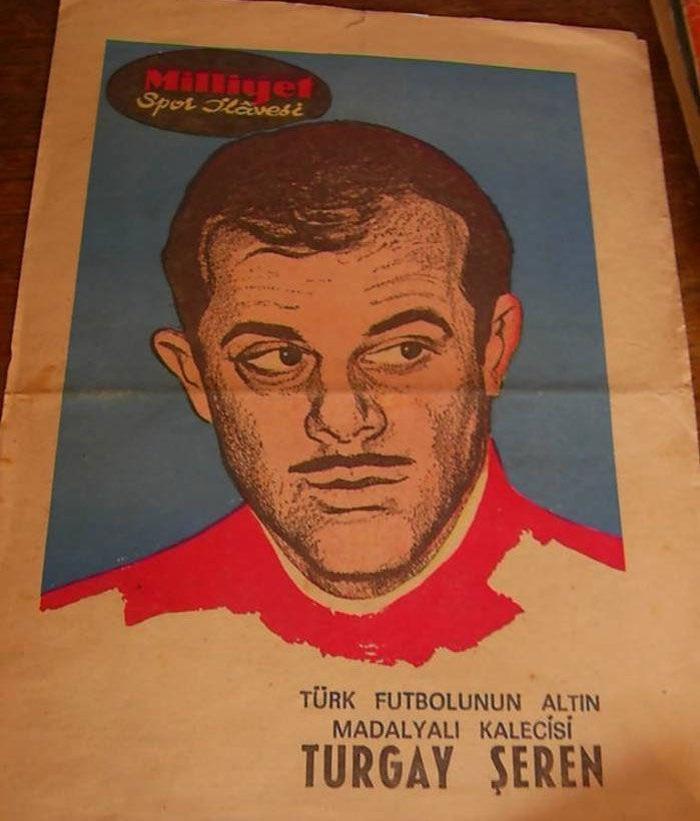 Milliyet
Spor İlâvesi
TÜRK FUTBOLUNUN ALTIN
MADALYALI KALECİSİ
TURGAY ŞEREN